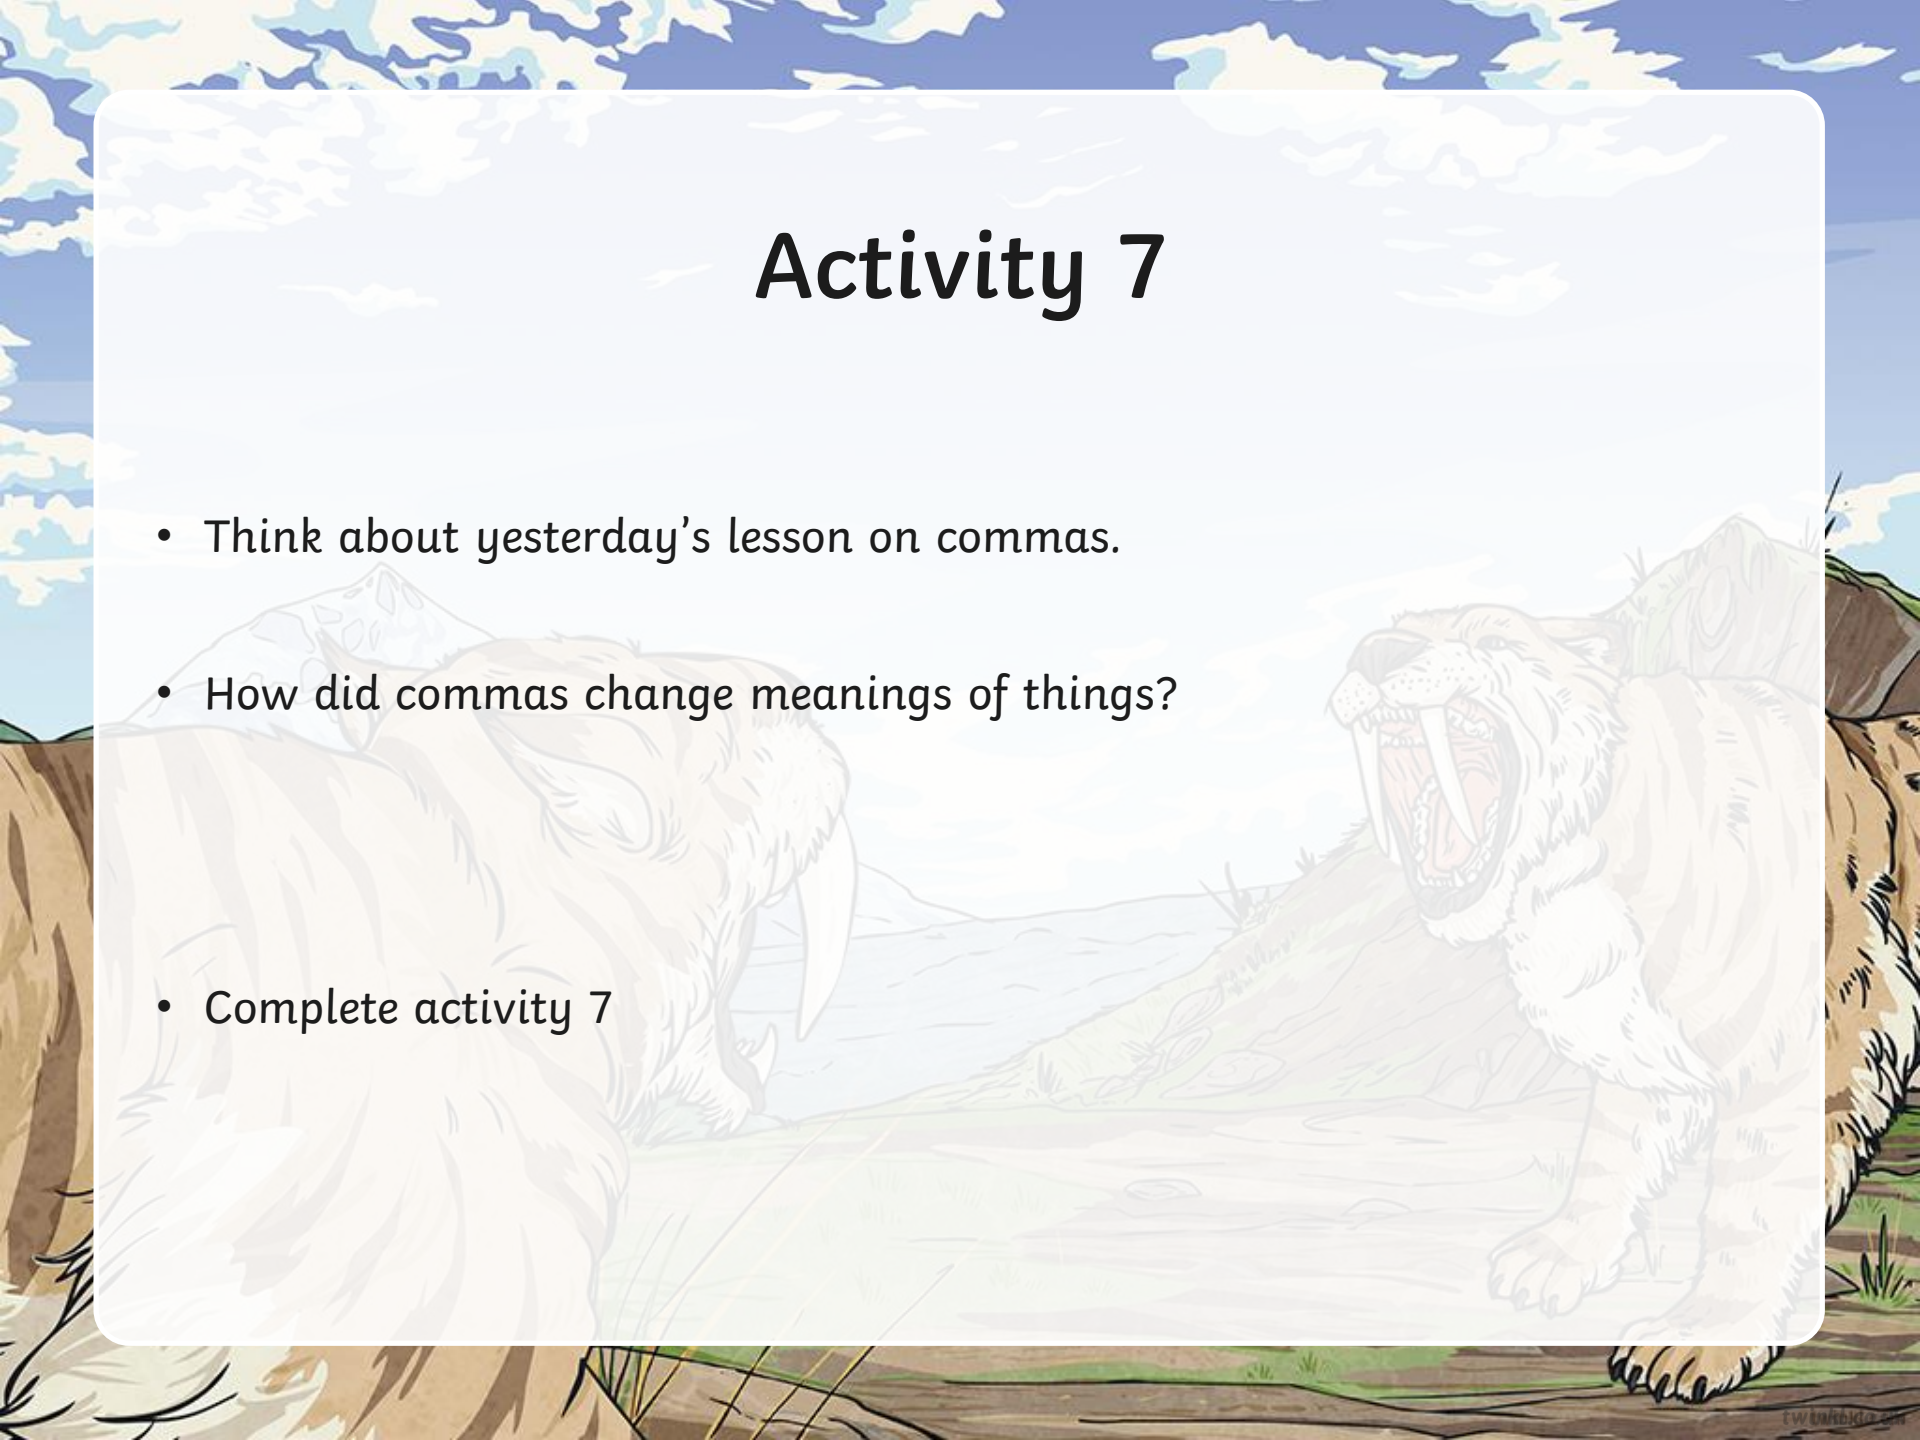 Activity 7
• Think about yesterday’s lesson on commas.
• How did commas change meanings of things?
• Complete activity 7